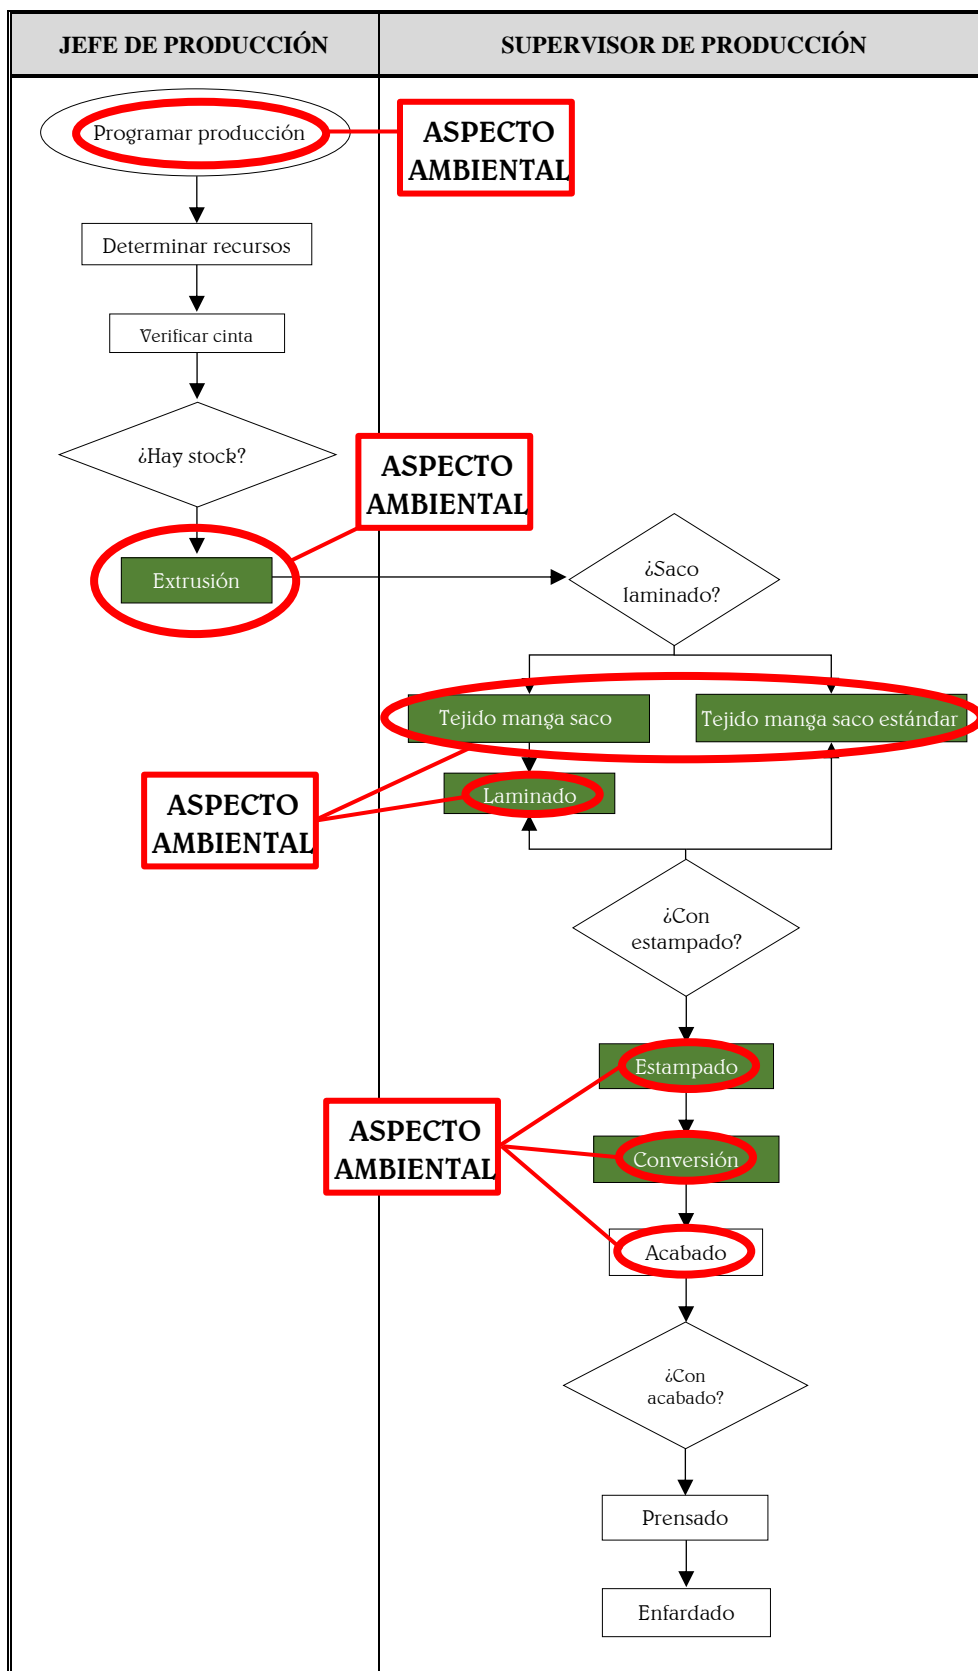 JEFE DE PRODUCCIÓN
SUPERVISOR DE PRODUCCIÓN
Programar producción
ASPECTO
AMBIENTAL
Determinar recursos
Verificar cinta
¿Hay stock?
ASPECTO
AMBIENTAL
Extrusión
¿Saco
laminado?
Tejido manga saco
Tejido manga saco estándar
Laminado
ASPECTO
AMBIENTAL
¿Con
estampado?
Estampado
ASPECTO
AMBIENTAL
Conversión
Acabado
¿Con
acabado?
Prensado
Enfardado